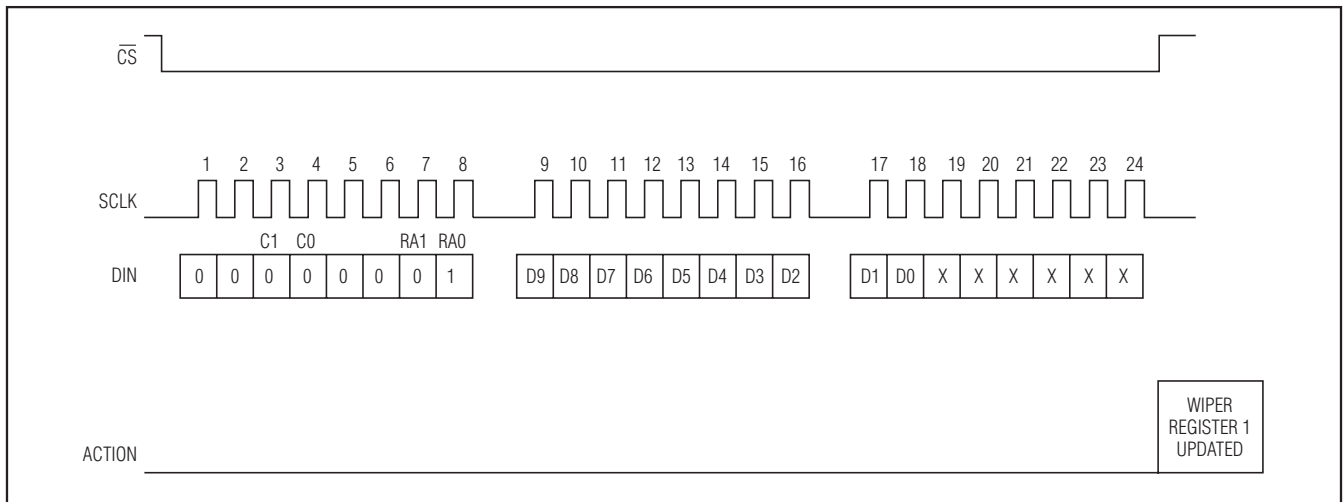 CS
1 2 3 4 5 6 7 8 9 10 11 12 13 14 15 16 17 18 19 20 21 22 23 24
SCLK
C1 C0 RA1 RA0
DIN 0 0 0 0 0 0 0 1 D9 D8 D7 D6 D5 D4 D3 D2 D1 D0 X X X X X X
WIPER
REGISTER 1
UPDATED
ACTION